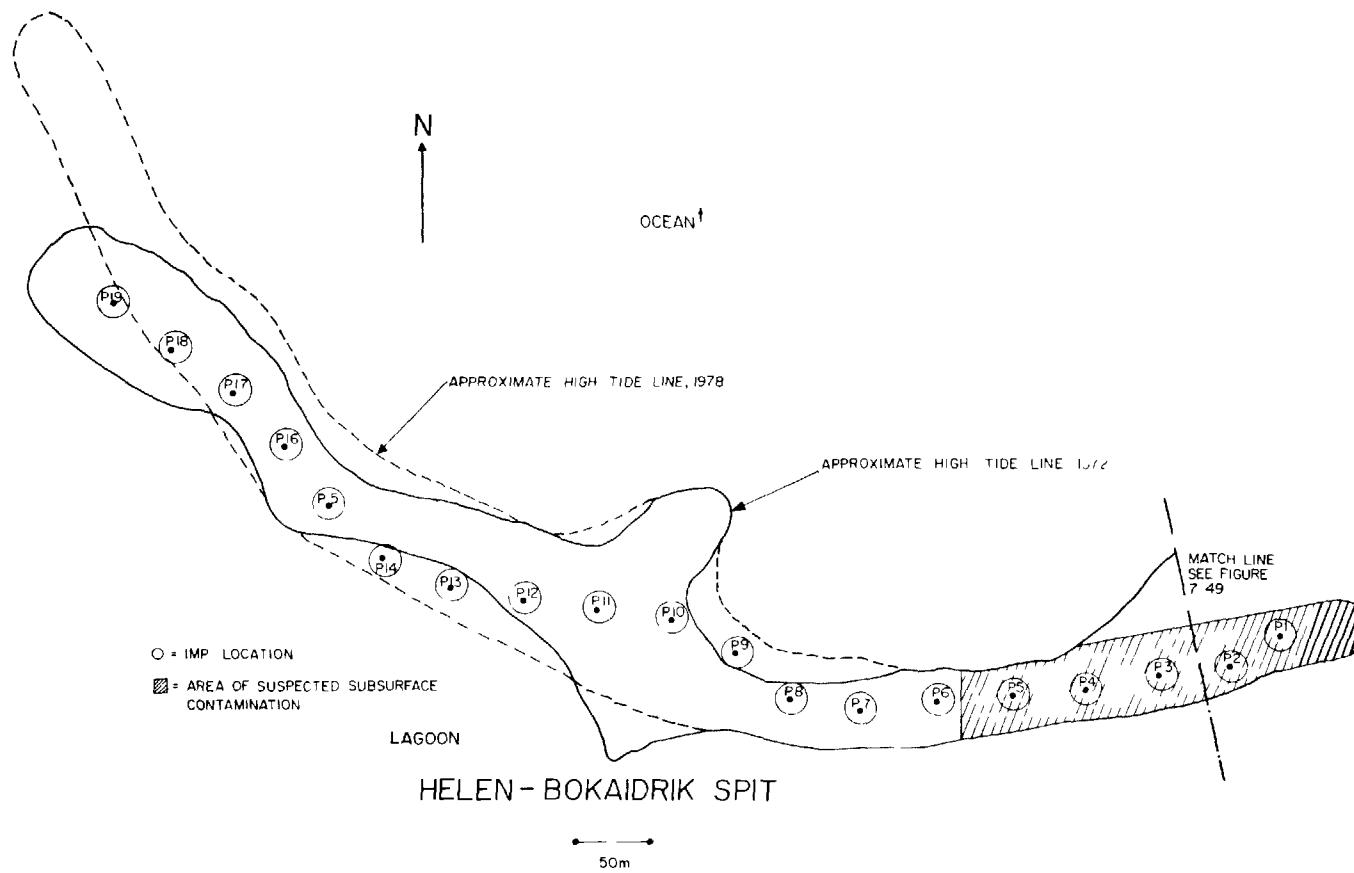 N
OCEAN†
P19
P18
P17
APPROXIMATE HIGH TIDE LINE, 1978
P16
APPROXIMATE HIGH TIDE LINE
P.5
MATCH LINE
SEE FIGURE
7 49
P14
P13
P12
P11
P10
P9
P1
P2
P3
P4
P5
P6
P7
P8
O = IMP LOCATION
= AREA OF SUSPECTED SUBSURFACE
CONTAMINATION
LAGOON
HELEN-BOKAIDRIK SPIT
50m